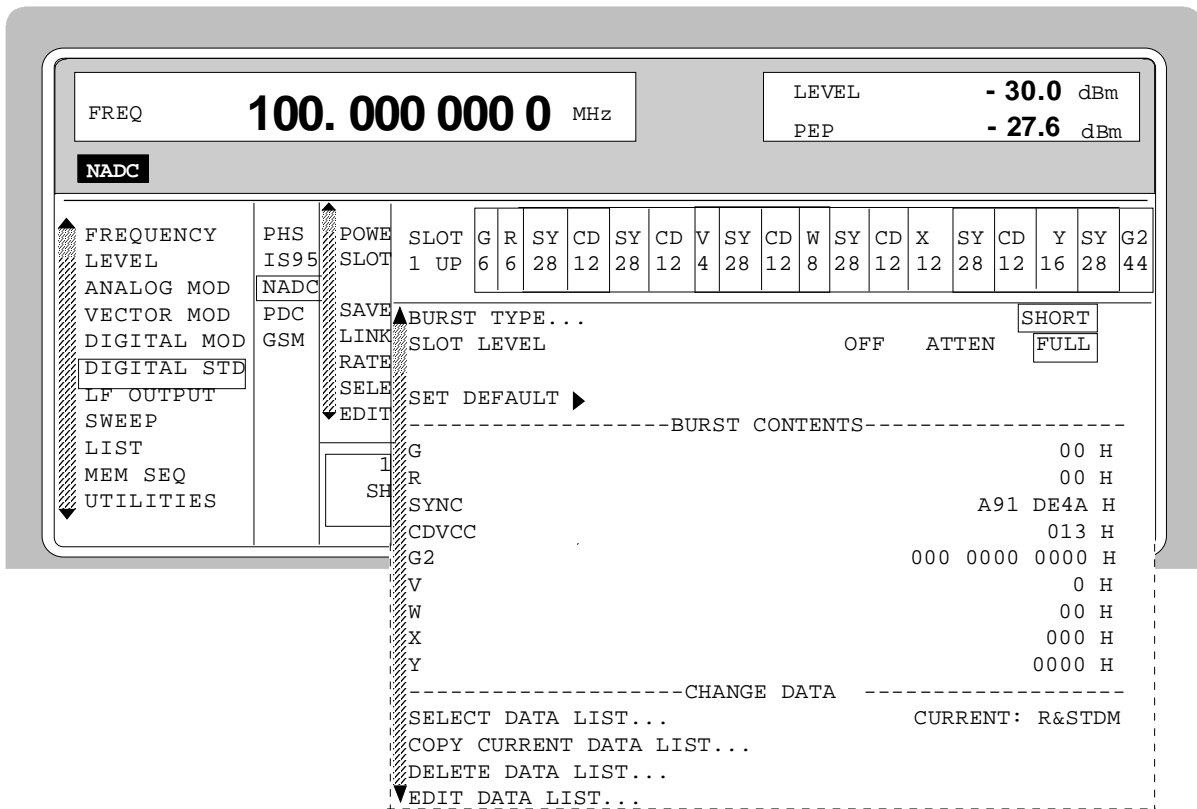 FREQ 100. 000 000 0 MHz
LEVEL - 30.0 dBm
PEP - 27.6 dBm
NADC
FREQUENCY
LEVEL
ANALOG MOD
VECTOR MOD
DIGITAL MOD
DIGITAL STD
LF OUTPUT
SWEEP
LIST
MEM SEQ
UTILITIES
PHS
IS95
NADC
PDC
GSM
POWE
SLOT
SAVE
LINK
RATE
SELE
EDIT
1
SH
SLOT G R SY CD SY CD V SY CD W SY CD X SY CD Y SY G2
1 UP 6 6 28 12 28 12 4 28 12 8 28 12 12 28 12 16 28 44
BURST TYPE... SHORT
SLOT LEVEL OFF ATTEN FULL
SET DEFAULT
-------------------BURST CONTENTS-------------------
G 00 H
R 00 H
SYNC A91 DE4A H
CDVCC 013 H
G2 000 0000 0000 H
V 0 H
W 00 H
X 000 H
Y 0000 H
--------------------CHANGE DATA -------------------
SELECT DATA LIST... CURRENT: R&STDM
COPY CURRENT DATA LIST...
DELETE DATA LIST...
EDIT DATA LIST...